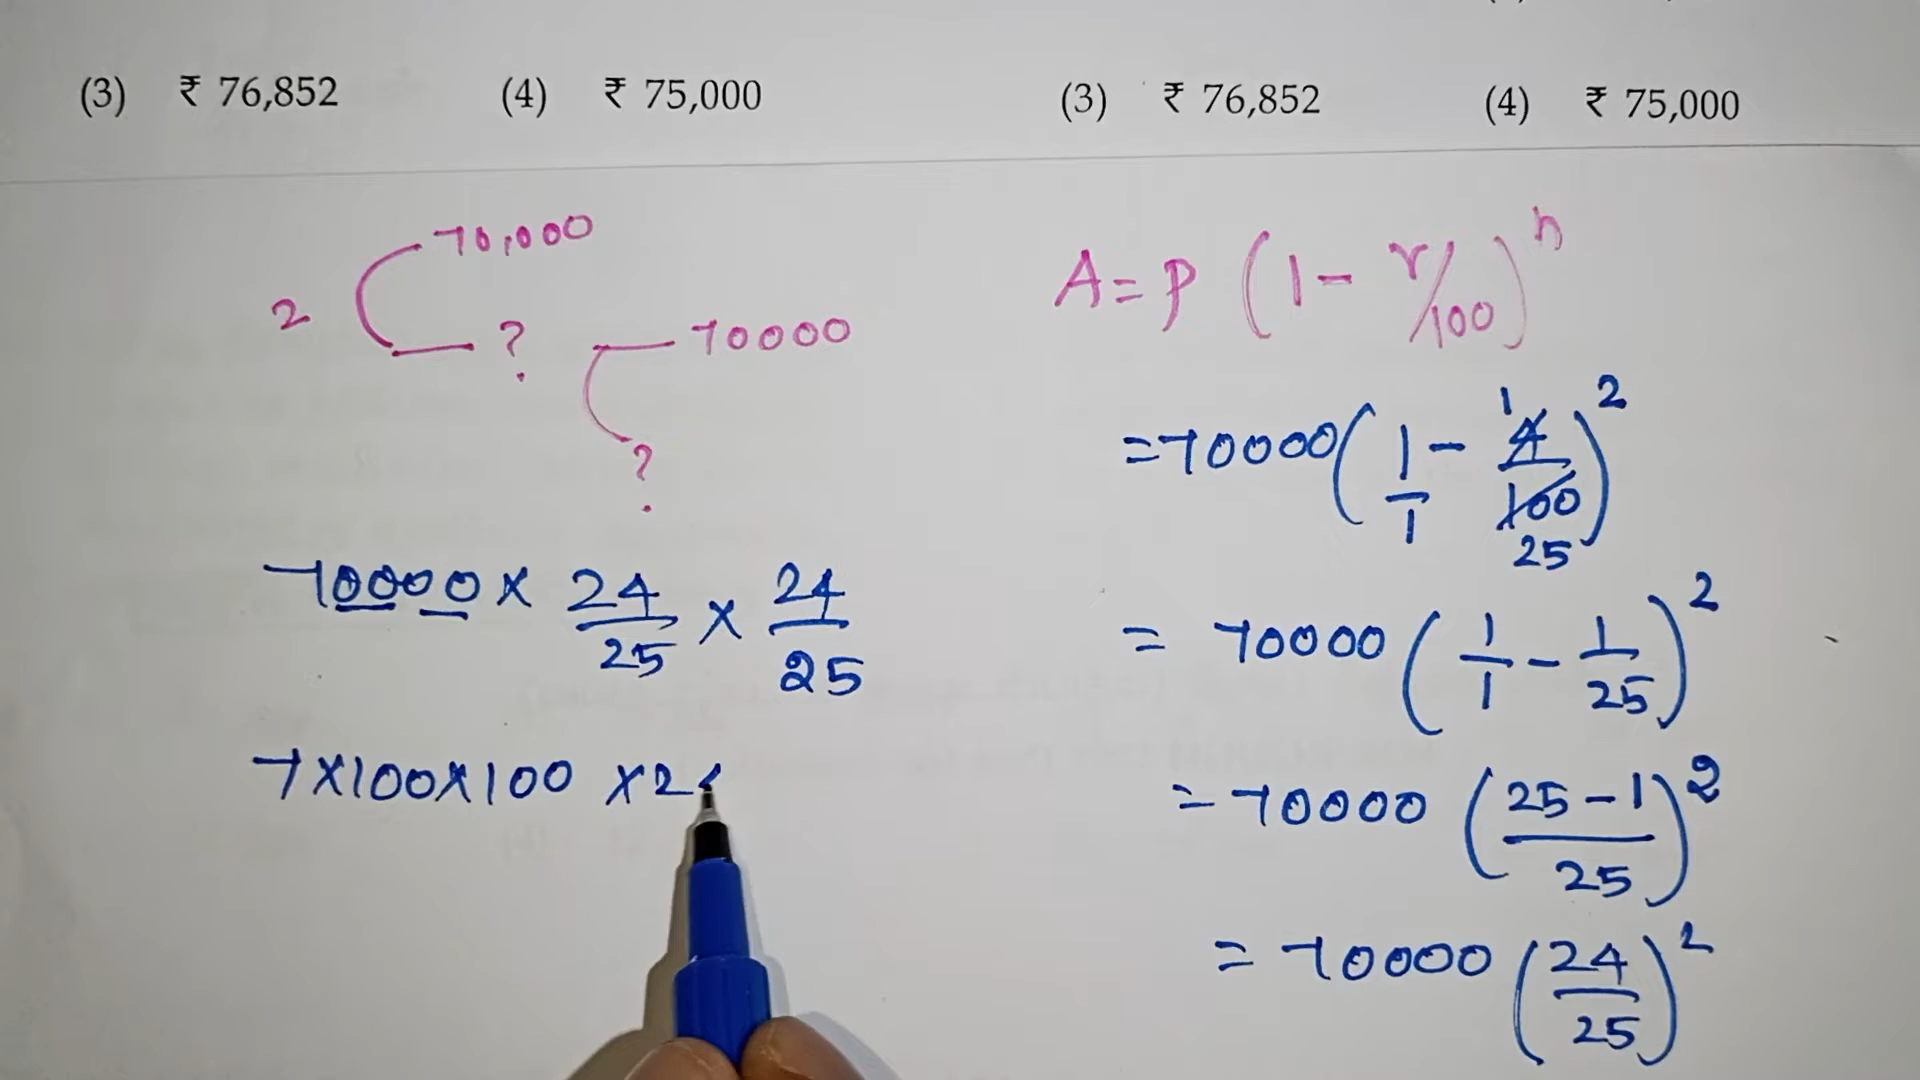 (3) ₹ 76,852 (4) ₹ 75,000
(3) ₹ 76,852 (4) ₹ 75,000
70,000
2
?
70000
?
70000 × 24/25 × 24/25
7×100×100 ×2
A = P (1 - r/100)^n
= 70000 (1/1 - 4/100)^2
1
25
= 70000 (1/1 - 1/25)^2
= 70000 (25-1/25)^2
= 70000 (24/25)^2